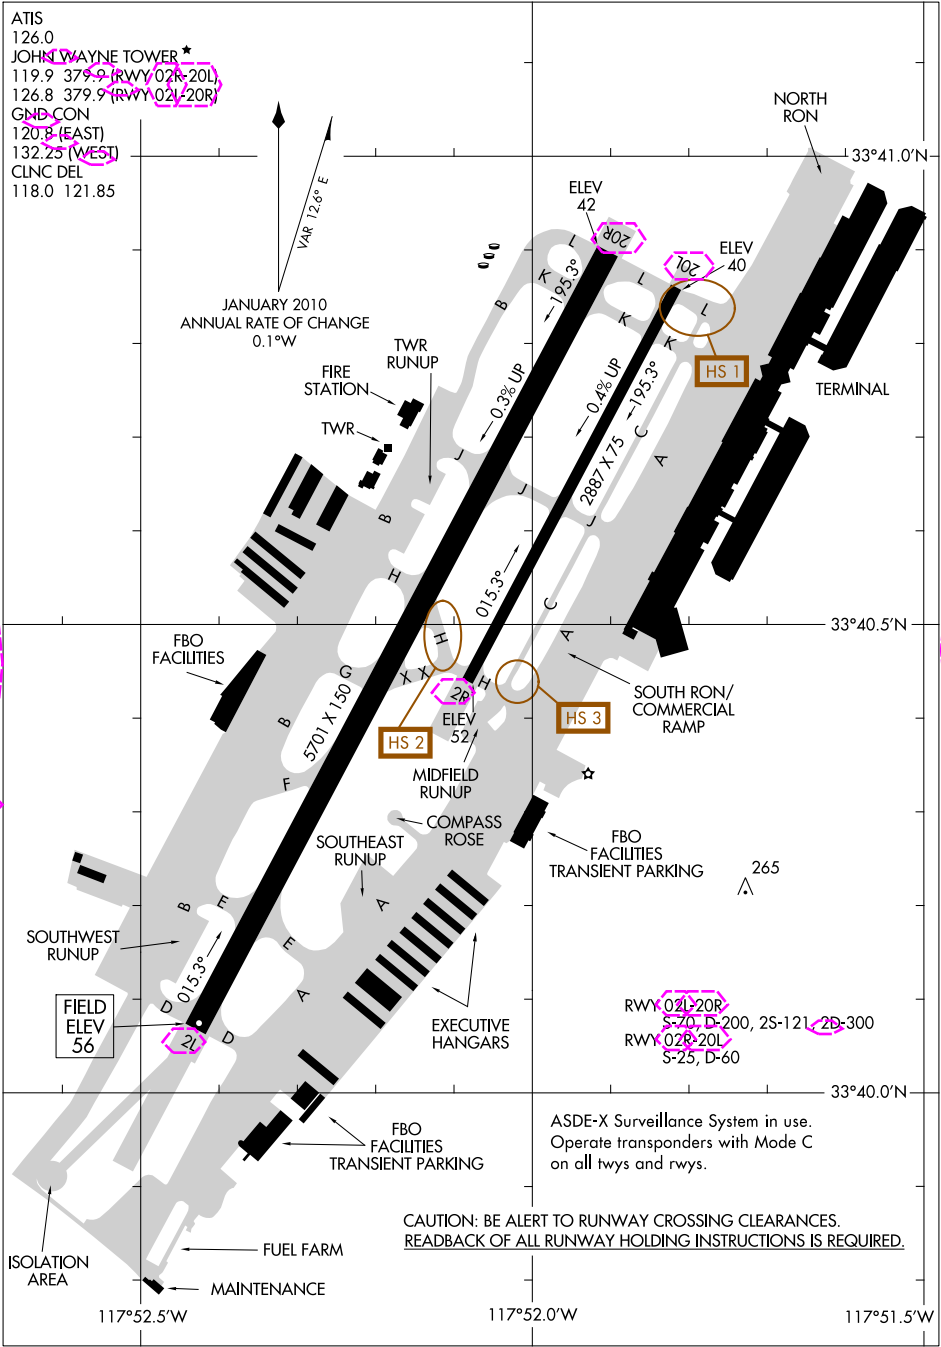 ATIS
126.0
JOHN WAYNE TOWER
119.9 379.9 (RWY 02R-20L)
126.8 379.9 (RWY 02L-20R)
GND CON
120.8 (EAST)
132.25 (WEST)
CLNC DEL
118.0 121.85
VAR 12.6° E
JANUARY 2010
ANNUAL RATE OF CHANGE
0.1°W
NORTH
RON
33°41.0'N
ELEV
42
20R
ELEV
40
20L
L
L
L
K
K
K
B
195.3°
HS 1
TERMINAL
TWR
RUNUP
FIRE
STATION
TWR
0.3% UP
0.4% UP
195.3°
2887 X 75
C
A
J
J
J
B
H
015.3°
C
A
33°40.5'N
FBO
FACILITIES
H
G
X
X
H
2R
ELEV
52
HS 2
HS 3
SOUTH RON/
COMMERCIAL
RAMP
B
5701 X 150
F
MIDFIELD
RUNUP
COMPASS
ROSE
SOUTHEAST
RUNUP
FBO
FACILITIES
TRANSIENT PARKING
265
B
E
E
A
A
SOUTHWEST
RUNUP
015.3°
D
D
2L
FIELD
ELEV
56
EXECUTIVE
HANGARS
RWY 02L-20R
S-70, D-200, 2S-121, 2D-300
RWY 02R-20L
S-25, D-60
33°40.0'N
FBO
FACILITIES
TRANSIENT PARKING
ASDE-X Surveillance System in use.
Operate transponders with Mode C
on all twys and rwys.
CAUTION: BE ALERT TO RUNWAY CROSSING CLEARANCES.
READBACK OF ALL RUNWAY HOLDING INSTRUCTIONS IS REQUIRED.
ISOLATION
AREA
FUEL FARM
MAINTENANCE
117°52.5'W
117°52.0'W
117°51.5'W